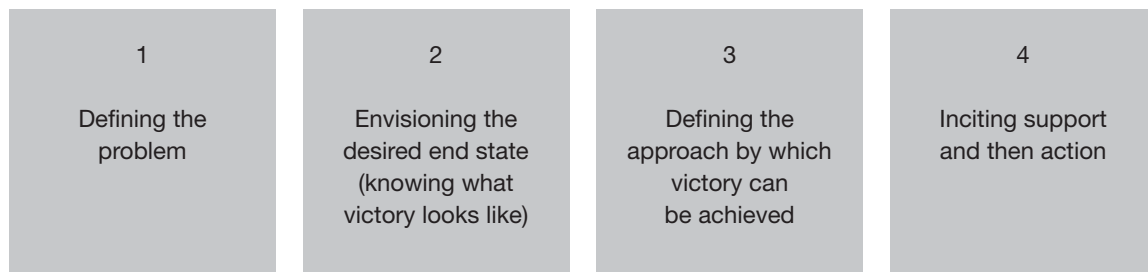 1
Defining the
problem
2
Envisioning the
desired end state
(knowing what
victory looks like)
3
Defining the
approach by which
victory can
be achieved
4
Inciting support
and then action